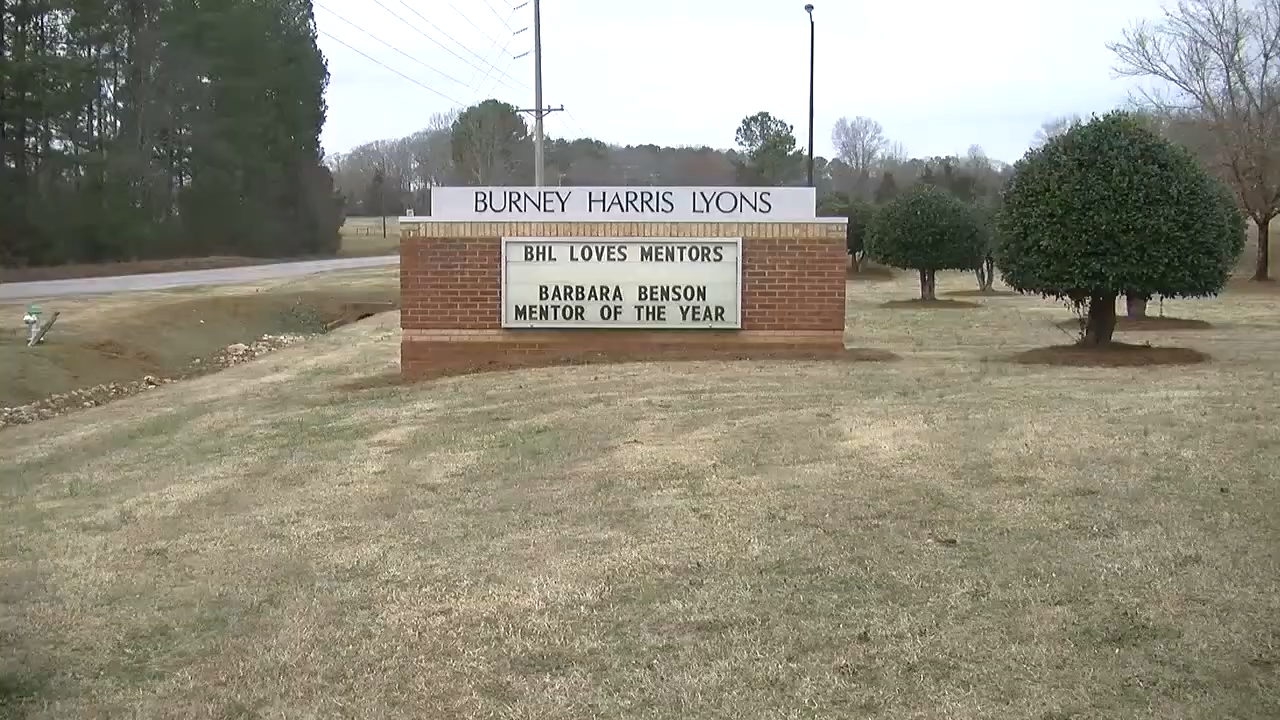 BURNEY HARRIS LYONS
BHL LOVES MENTORS
BARBARA BENSON
MENTOR OF THE YEAR